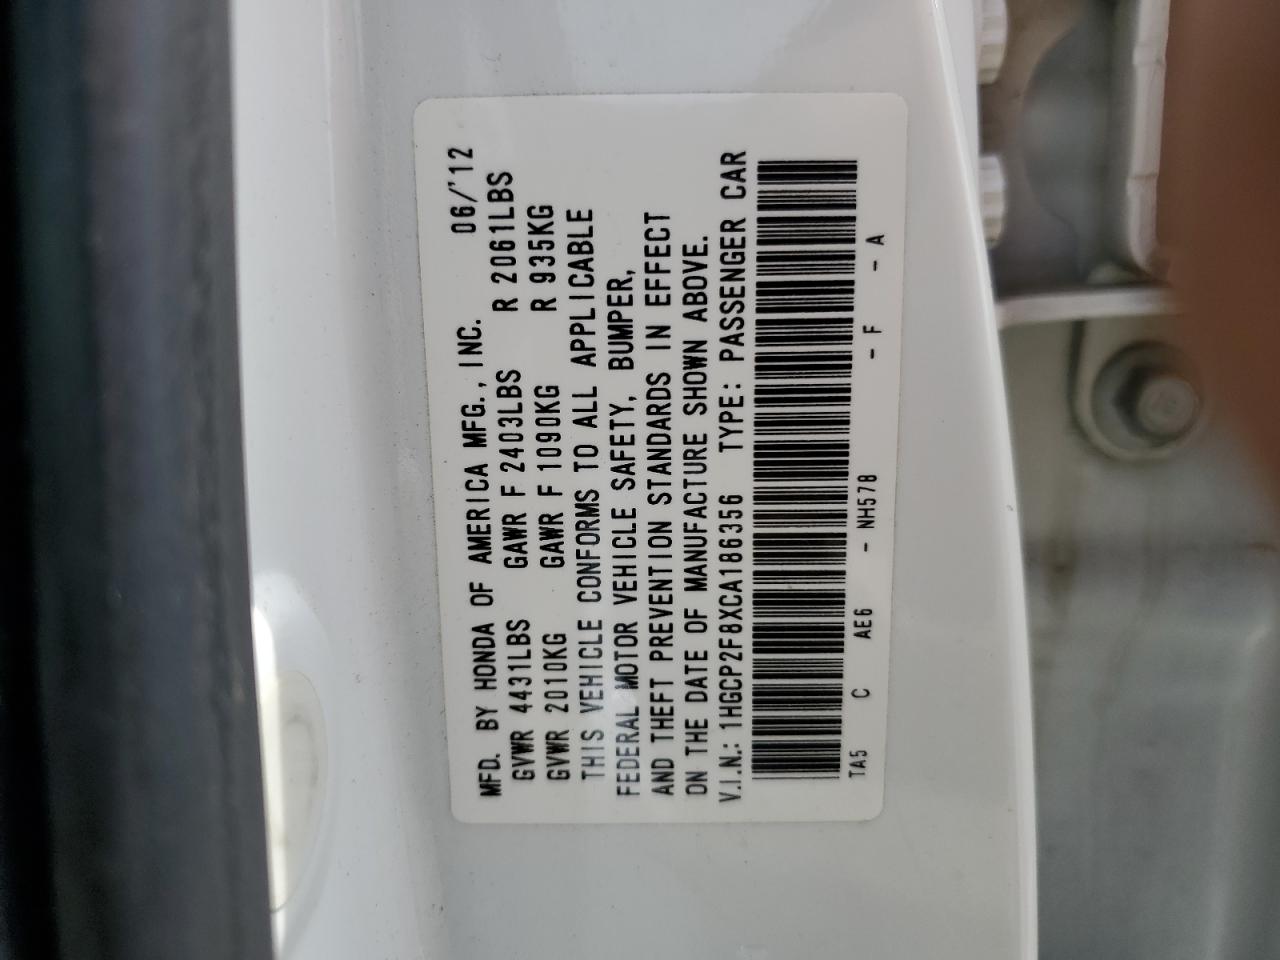 MFD. BY HONDA OF AMERICA MFG., INC. 06/'12
GVWR 4431LBS GAWR F 2403LBS R 2061LBS
GVWR 2010KG GAWR F 1090KG R 935KG
THIS VEHICLE CONFORMS TO ALL APPLICABLE
FEDERAL MOTOR VEHICLE SAFETY, BUMPER,
AND THEFT PREVENTION STANDARDS IN EFFECT
ON THE DATE OF MANUFACTURE SHOWN ABOVE.
V.I.N.: 1HGCP2F8XCA186356 TYPE: PASSENGER CAR
TA5 C AE6 - NH578 - F - A